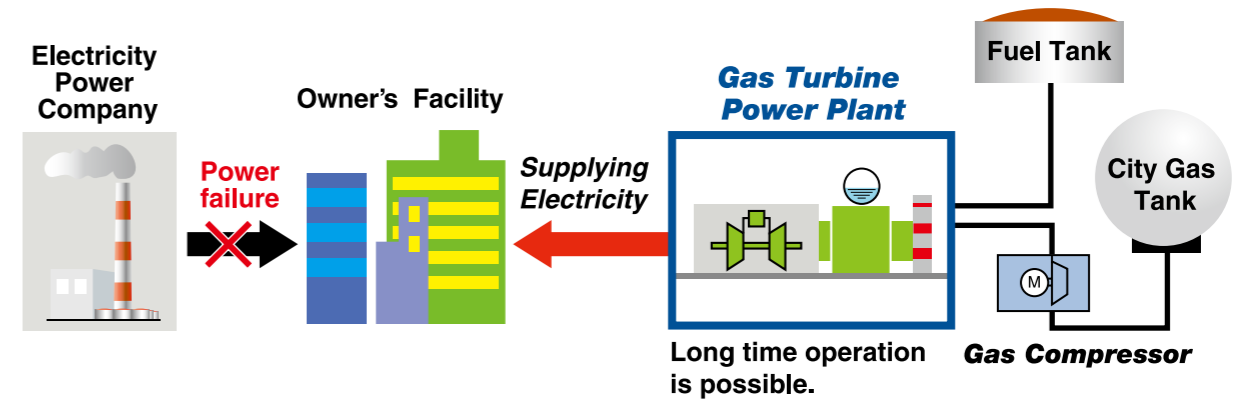 Electricity
Power
Company
Power
failure
Owner's Facility
Supplying
Electricity
Gas Turbine
Power Plant
Long time operation
is possible.
Fuel Tank
City Gas
Tank
M
Gas Compressor